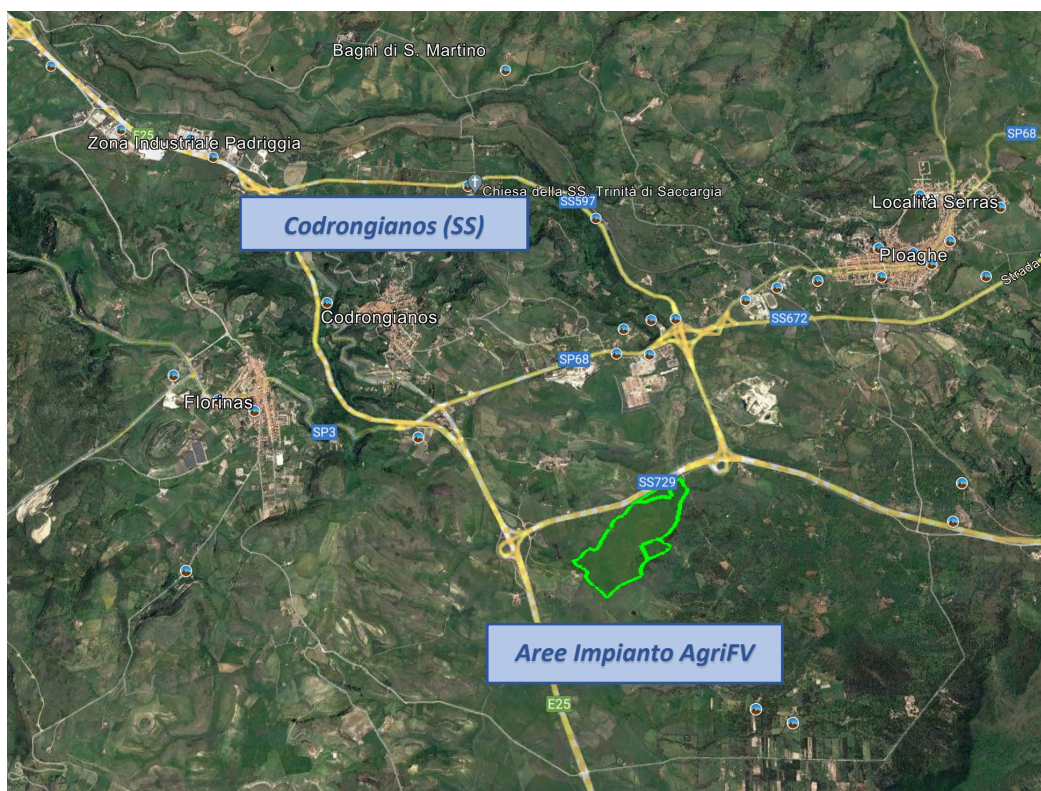 Bagni di S. Martino
E25
Zona Industriale Padriggia
SP68
Chiesa della SS. Trinità di Saccargia
SS597
Località Serras
Codrongianos (SS)
Ploaghe
Strada
Codrongianos
SS672
SP68
Florinas
SP3
SS729
Aree Impianto AgriFV
E25